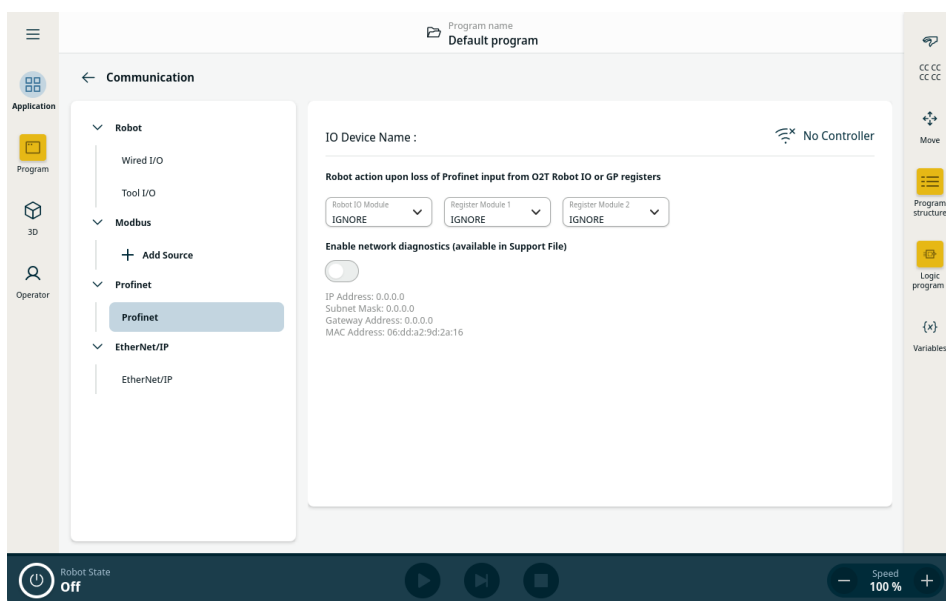 Program name
Default program
Application
Program
3D
Operator
Communication
Robot
Wired I/O
Tool I/O
Modbus
Add Source
Profinet
Profinet
EtherNet/IP
EtherNet/IP
IO Device Name :
No Controller
Robot action upon loss of Profinet input from O2T Robot IO or GP registers
Robot IO Module
IGNORE
Register Module 1
IGNORE
Register Module 2
IGNORE
Enable network diagnostics (available in Support File)
IP Address: 0.0.0.0
Subnet Mask: 0.0.0.0
Gateway Address: 0.0.0.0
MAC Address: 06:dd:a2:9d:2a:16
CC CC
CC CC
Move
Program
structure
Logic
program
{x}
Variables
Robot State
Off
Speed
100 %